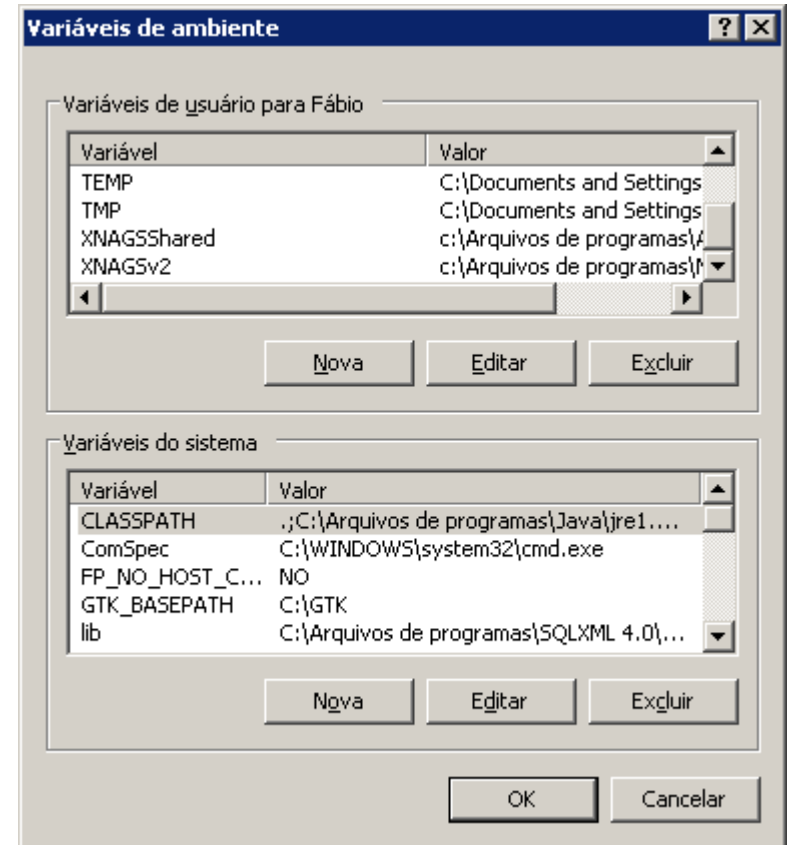 Variáveis de ambiente
Variáveis de usuário para Fábio
Variável Valor
TEMP C:\Documents and Settings
TMP C:\Documents and Settings
XNAGSShared c:\Arquivos de programas\A
XNAGSv2 c:\Arquivos de programas\M
Nova Editar Excluir
Variáveis do sistema
Variável Valor
CLASSPATH .;C:\Arquivos de programas\Java\jre1....
ComSpec C:\WINDOWS\system32\cmd.exe
FP_NO_HOST_C... NO
GTK_BASEPATH C:\GTK
lib C:\Arquivos de programas\SQLXML 4.0\...
Nova Editar Excluir
OK Cancelar